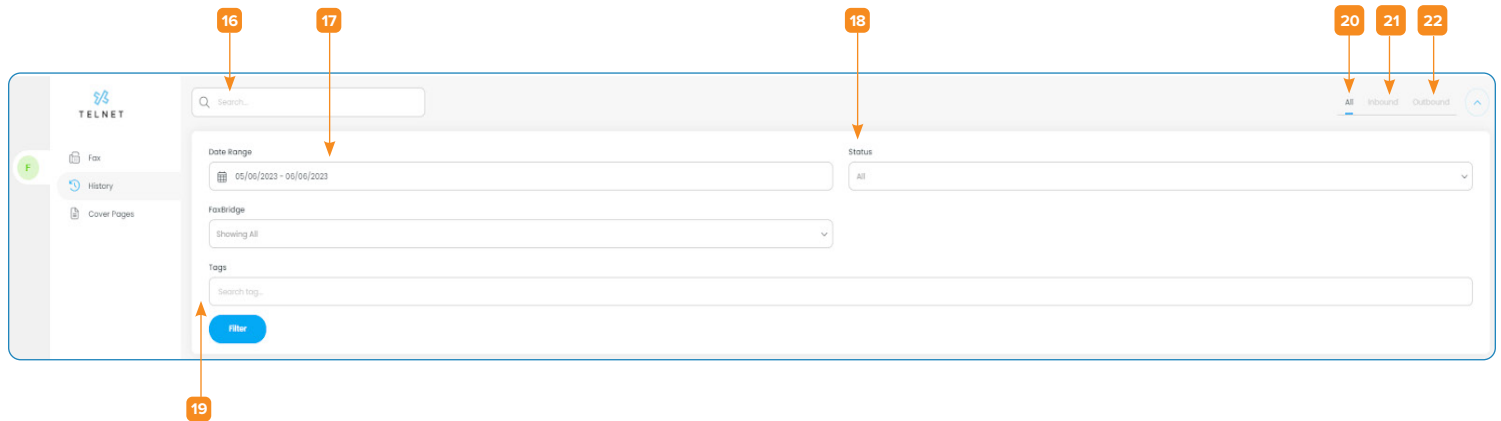 16
17
18
20
21
22
TELNET
Search...
All
Inbound
Outbound
F
Fax
History
Cover Pages
Date Range
Status
05/06/2023 - 06/06/2023
All
FaxBridge
Showing All
Tags
Search tag...
Filter
19